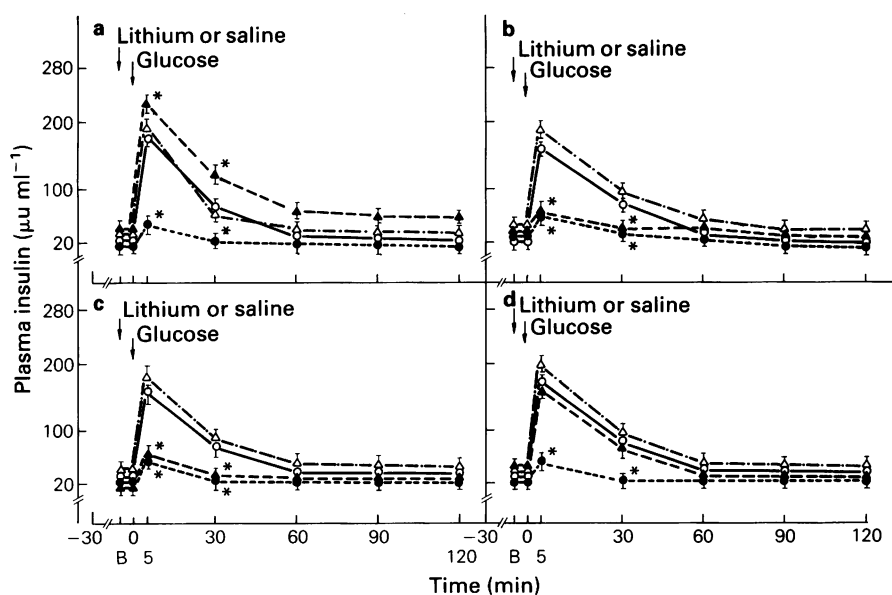 a
Lithium or saline
Glucose
b
Lithium or saline
Glucose
280
200
100
20
*
*
*
*
*
*
*
*
c
Lithium or saline
Glucose
d
Lithium or saline
Glucose
280
200
100
20
*
*
*
*
*
*
Plasma insulin (μu ml⁻¹)
−30 0 30 60 90 120 −30 0 30 60 90 120
B 5 B 5
Time (min)